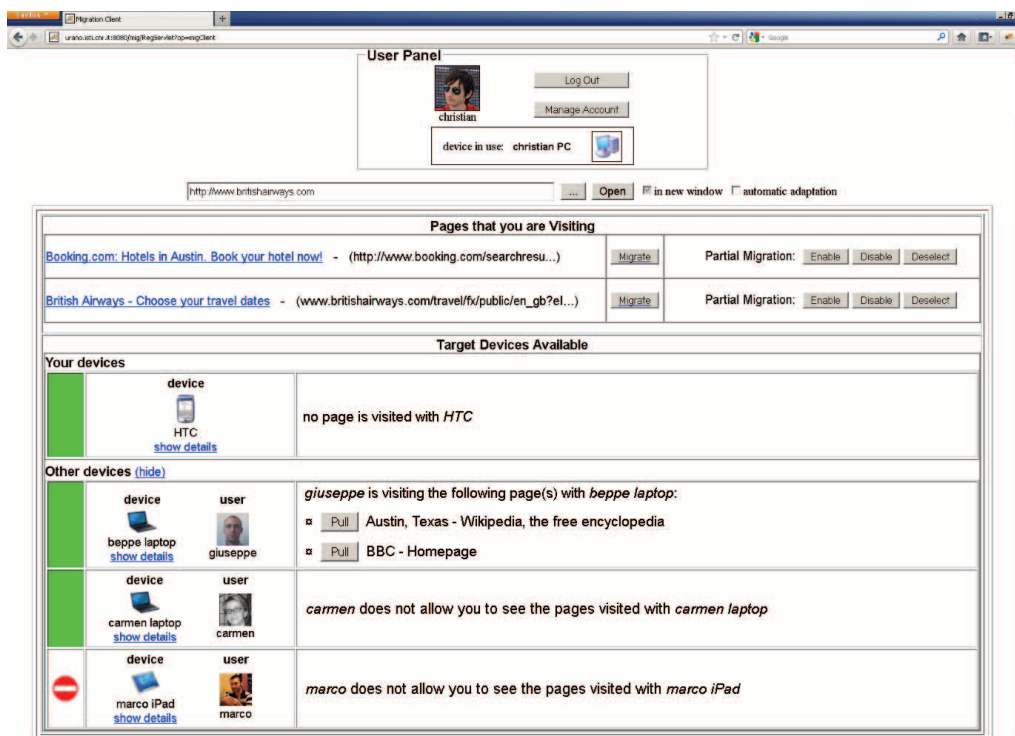 Migration Client
+
urano.isti.cnr.it:8080/mig/RegServlet?op=migClient
Google
User Panel
christian
Log Out
Manage Account
device in use: christian PC
http://www.britishairways.com
...
Open
in new window
automatic adaptation
Pages that you are Visiting
Booking.com: Hotels in Austin. Book your hotel now! - (http://www.booking.com/searchresu...)
Migrate
Partial Migration: Enable Disable Deselect
British Airways - Choose your travel dates - (www.britishairways.com/travel/fx/public/en_gb?eI...)
Migrate
Partial Migration: Enable Disable Deselect
Target Devices Available
Your devices
device
HTC
show details
no page is visited with HTC
Other devices (hide)
device user
beppe laptop giuseppe
show details
giuseppe is visiting the following page(s) with beppe laptop:
¤ Pull Austin, Texas - Wikipedia, the free encyclopedia
¤ Pull BBC - Homepage
device user
carmen laptop carmen
show details
carmen does not allow you to see the pages visited with carmen laptop
device user
marco iPad marco
show details
marco does not allow you to see the pages visited with marco iPad